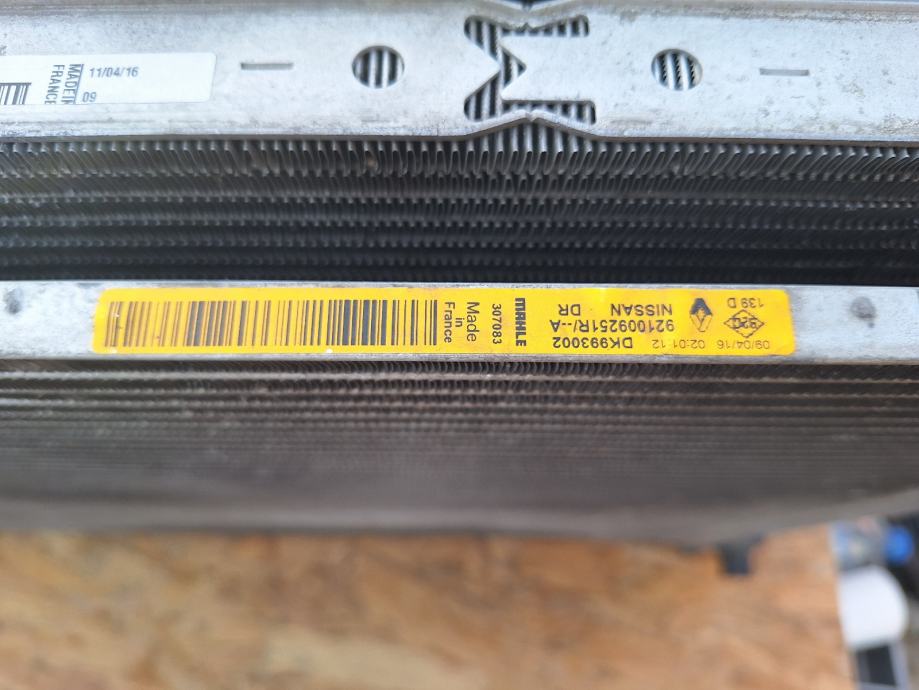 MADE IN
FRANCE
11/04/16
09
09/04/16 02:01:12
DK993002
921009251R/--A
NISSAN DR
139 D
MAHLE
307083
Made
in
France